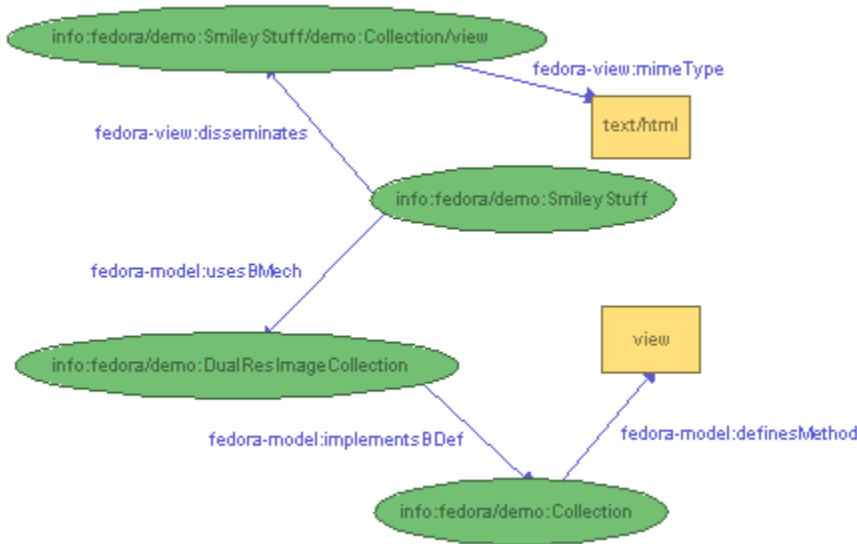 info:fedora/demo:SmileyStuff/demo:Collection/view
fedora-view:mimeType
text/html
fedora-view:disseminates
info:fedora/demo:SmileyStuff
fedora-model:usesBMech
view
info:fedora/demo:DualResImageCollection
fedora-model:definesMethod
fedora-model:implementsBDef
info:fedora/demo:Collection